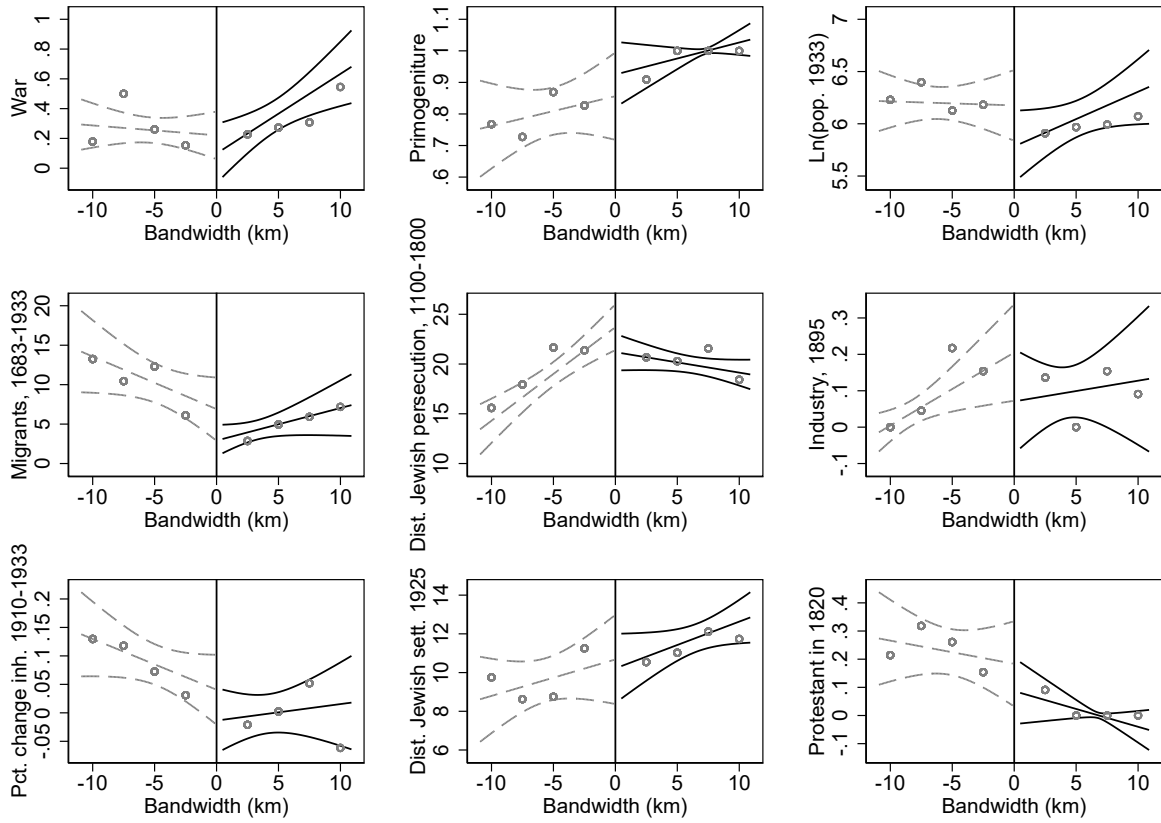 War
1
.8
.6
.4
.2
0
-10 -5 0 5 10
Bandwidth (km)
Primogeniture
1.1
1
.9
.8
.7
.6
-10 -5 0 5 10
Bandwidth (km)
Ln(pop. 1933)
7
6.5
6
5.5
-10 -5 0 5 10
Bandwidth (km)
Migrants, 1683-1933
20
15
10
5
0
-10 -5 0 5 10
Bandwidth (km)
Dist. Jewish persecution, 1100-1800
25
20
15
10
-10 -5 0 5 10
Bandwidth (km)
Industry, 1895
.3
.2
.1
0
-.1
-10 -5 0 5 10
Bandwidth (km)
Pct. change inh. 1910-1933
.2
.15
.1
.05
0
-.05
-10 -5 0 5 10
Bandwidth (km)
Dist. Jewish sett. 1925
14
12
10
8
6
-10 -5 0 5 10
Bandwidth (km)
Protestant in 1820
.4
.3
.2
.1
0
-.1
-10 -5 0 5 10
Bandwidth (km)